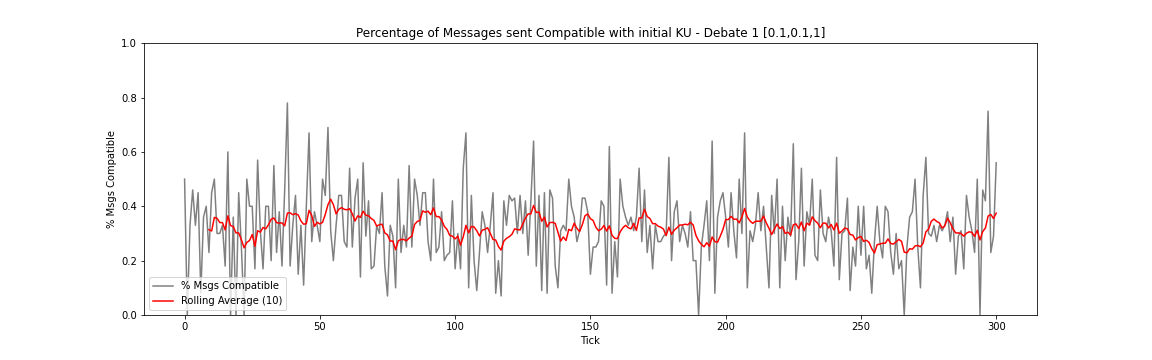 Percentage of Messages sent Compatible with initial KU - Debate 1 [0.1,0.1,1]
1.0
0.8
0.6
0.4
0.2
0.0
% Msgs Compatible
% Msgs Compatible
Rolling Average (10)
0
50
100
150
200
250
300
Tick